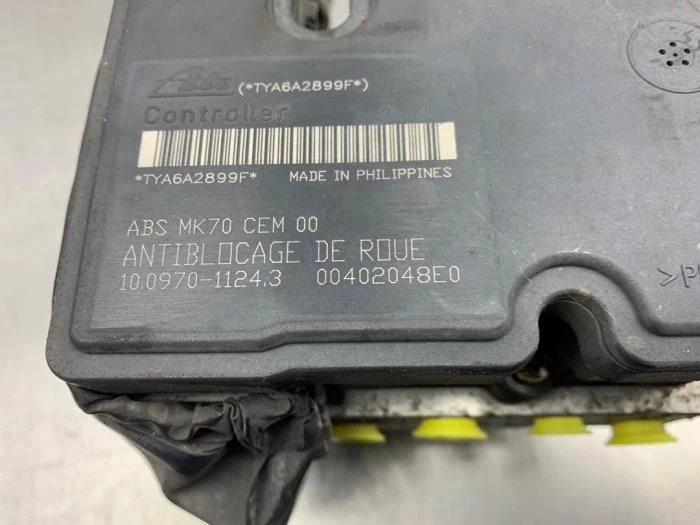 Ate (*TYA6A2899F*)
Controller
*TYA6A2899F* MADE IN PHILIPPINES
ABS MK70 CEM 00
ANTIBLOCAGE DE ROUE
10.0970-1124.3 00402048E0